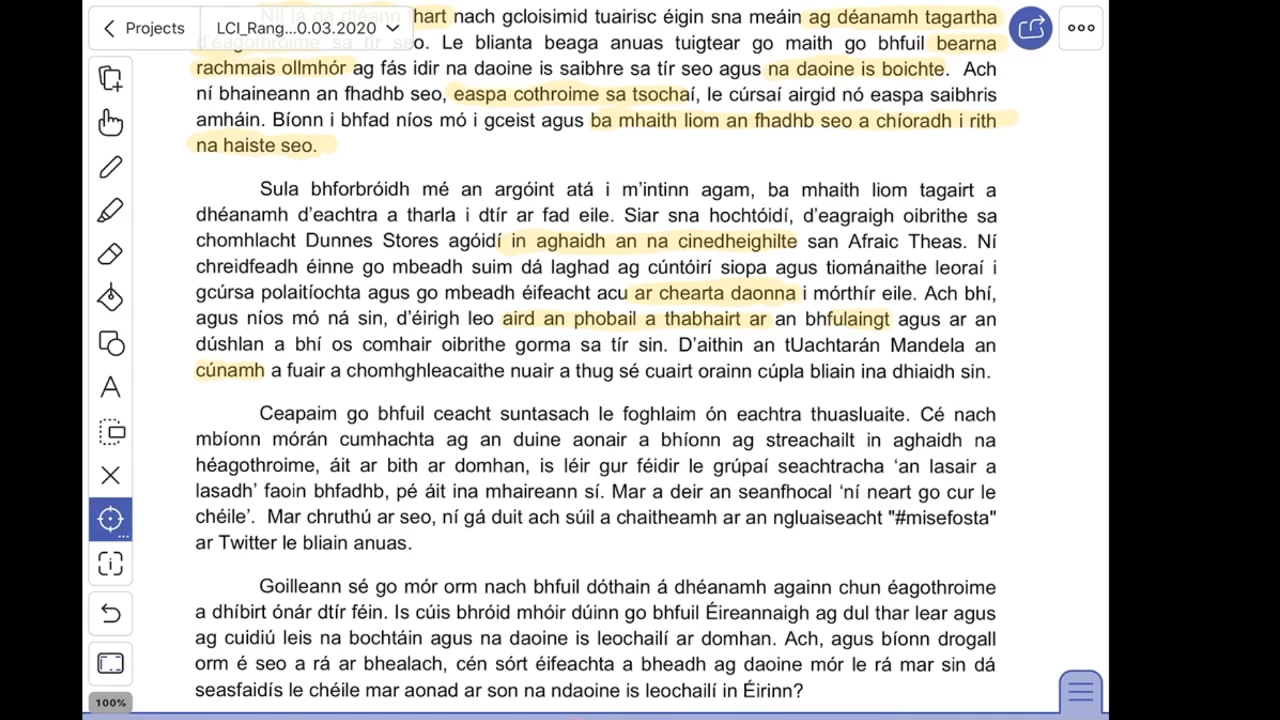 Níl lá dá dtéann thart nach gcloisimid tuairisc éigin sna meáin ag déanamh tagartha
Projects
LCI_Rang...0.03.2020
d'éagothroime sa tír seo. Le blianta beaga anuas tuigtear go maith go bhfuil bearna
rachmais ollmhór ag fás idir na daoine is saibhre sa tír seo agus na daoine is boichte. Ach
ní bhaineann an fhadhb seo, easpa cothroime sa tsochaí, le cúrsaí airgid nó easpa saibhris
amháin. Bíonn i bhfad níos mó i gceist agus ba mhaith liom an fhadhb seo a chíoradh i rith
na haiste seo.
Sula bhforbróidh mé an argóint atá i m'intinn agam, ba mhaith liom tagairt a
dhéanamh d'eachtra a tharla i dtír ar fad eile. Siar sna hochtóidí, d'eagraigh oibrithe sa
chomhlacht Dunnes Stores agóidí in aghaidh an na cinedheighilte san Afraic Theas. Ní
chreidfeadh éinne go mbeadh suim dá laghad ag cúntóirí siopa agus tiománaithe leoraí i
gcúrsa polaitíochta agus go mbeadh éifeacht acu ar chearta daonna i mórthír eile. Ach bhí,
agus níos mó ná sin, d'éirigh leo aird an phobail a thabhairt ar an bhfulaingt agus ar an
dúshlan a bhí os comhair oibrithe gorma sa tír sin. D'aithin an tUachtarán Mandela an
cúnamh a fuair a chomhghleacaithe nuair a thug sé cuairt orainn cúpla bliain ina dhiaidh sin.
Ceapaim go bhfuil ceacht suntasach le foghlaim ón eachtra thuasluaite. Cé nach
mbíonn mórán cumhachta ag an duine aonair a bhíonn ag streachailt in aghaidh na
héagothroime, áit ar bith ar domhan, is léir gur féidir le grúpaí seachtracha 'an lasair a
lasadh' faoin bhfadhb, pé áit ina mhaireann sí. Mar a deir an seanfhocal 'ní neart go cur le
chéile'. Mar chruthú ar seo, ní gá duit ach súil a chaitheamh ar an ngluaiseacht "#misefosta"
ar Twitter le bliain anuas.
Goilleann sé go mór orm nach bhfuil dóthain á dhéanamh againn chun éagothroime
a dhíbirt ónár dtír féin. Is cúis bhróid mhóir dúinn go bhfuil Éireannaigh ag dul thar lear agus
ag cuidiú leis na bochtáin agus na daoine is leochailí ar domhan. Ach, agus bíonn drogall
orm é seo a rá ar bhealach, cén sórt éifeachta a bheadh ag daoine mór le rá mar sin dá
seasfaidís le chéile mar aonad ar son na ndaoine is leochailí in Éirinn?
100%